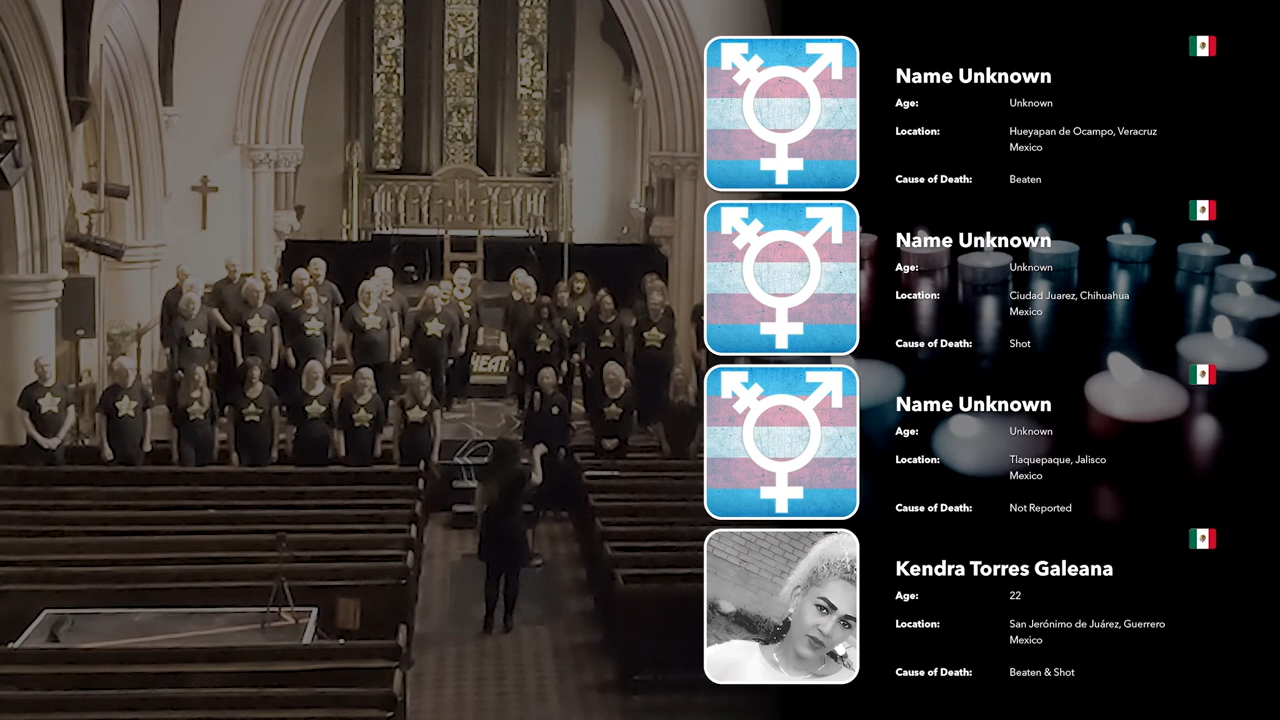 Name Unknown
Age: Unknown
Location: Hueyapan de Ocampo, Veracruz
Mexico
Cause of Death: Beaten
Name Unknown
Age: Unknown
Location: Ciudad Juarez, Chihuahua
Mexico
Cause of Death: Shot
Name Unknown
Age: Unknown
Location: Tlaquepaque, Jalisco
Mexico
Cause of Death: Not Reported
Kendra Torres Galeana
Age: 22
Location: San Jerónimo de Juárez, Guerrero
Mexico
Cause of Death: Beaten & Shot